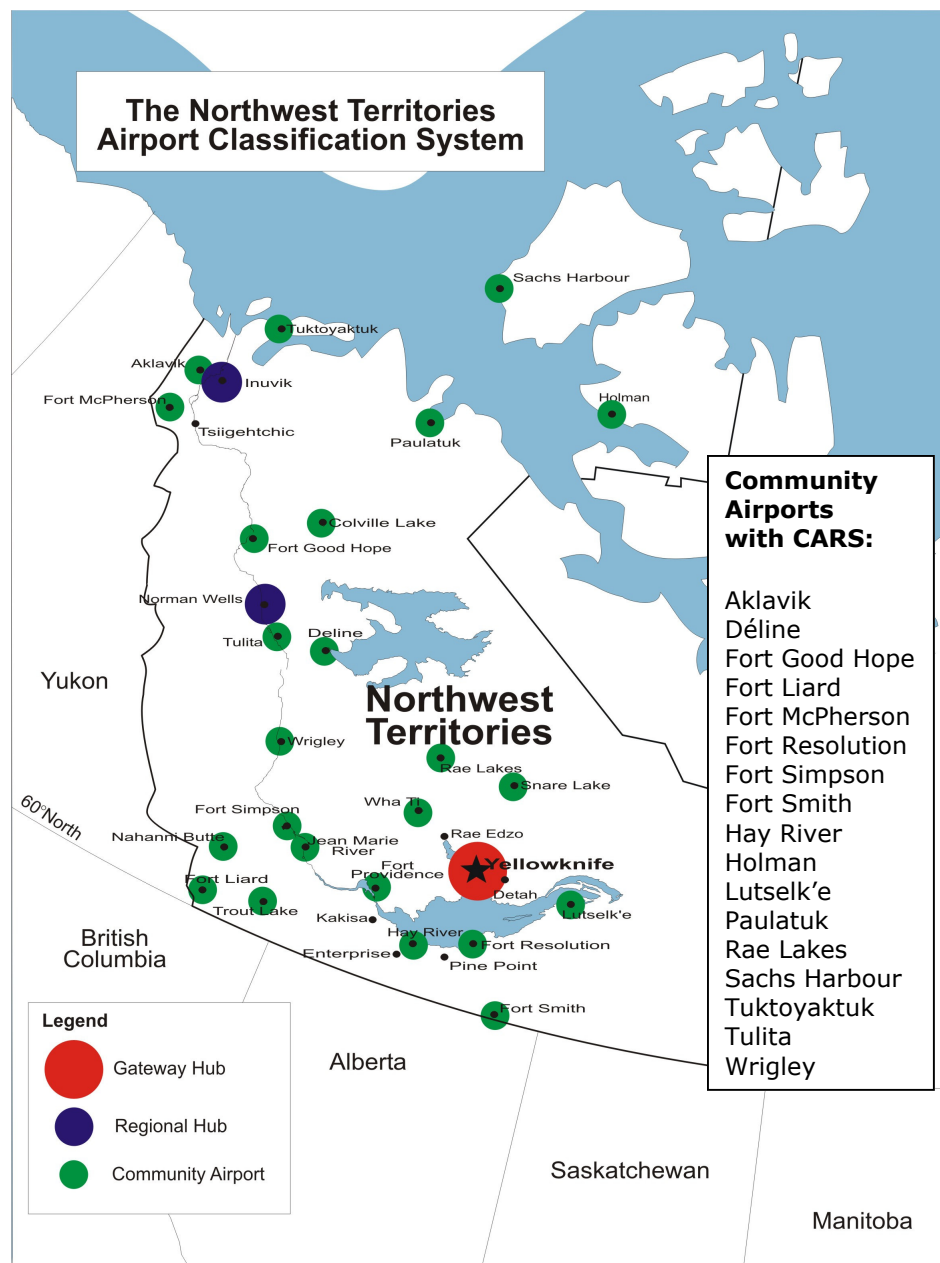 The Northwest Territories
Airport Classification System
Sachs Harbour
Tuktoyaktuk
Aklavik
Inuvik
Fort McPherson
Holman
Tsiigehtchic
Paulatuk
Community
Airports
with CARS:
Aklavik
Déline
Fort Good Hope
Fort Liard
Fort McPherson
Fort Resolution
Fort Simpson
Fort Smith
Hay River
Holman
Lutselk’e
Paulatuk
Rae Lakes
Sachs Harbour
Tuktoyaktuk
Tulita
Wrigley
Colville Lake
Fort Good Hope
Norman Wells
Deline
Tulita
Yukon
Northwest
Territories
Wrigley
Rae Lakes
Snare Lake
Wha Ti
60°North
Fort Simpson
Nahanni Butte
Jean Marie
River
Rae Edzo
Fort
Providence
Yellowknife
Fort Liard
Detah
Trout Lake
Kakisa
Lutselk'e
Hay River
Enterprise
Fort Resolution
Pine Point
British
Columbia
Fort Smith
Legend
Gateway Hub
Regional Hub
Community Airport
Alberta
Saskatchewan
Manitoba